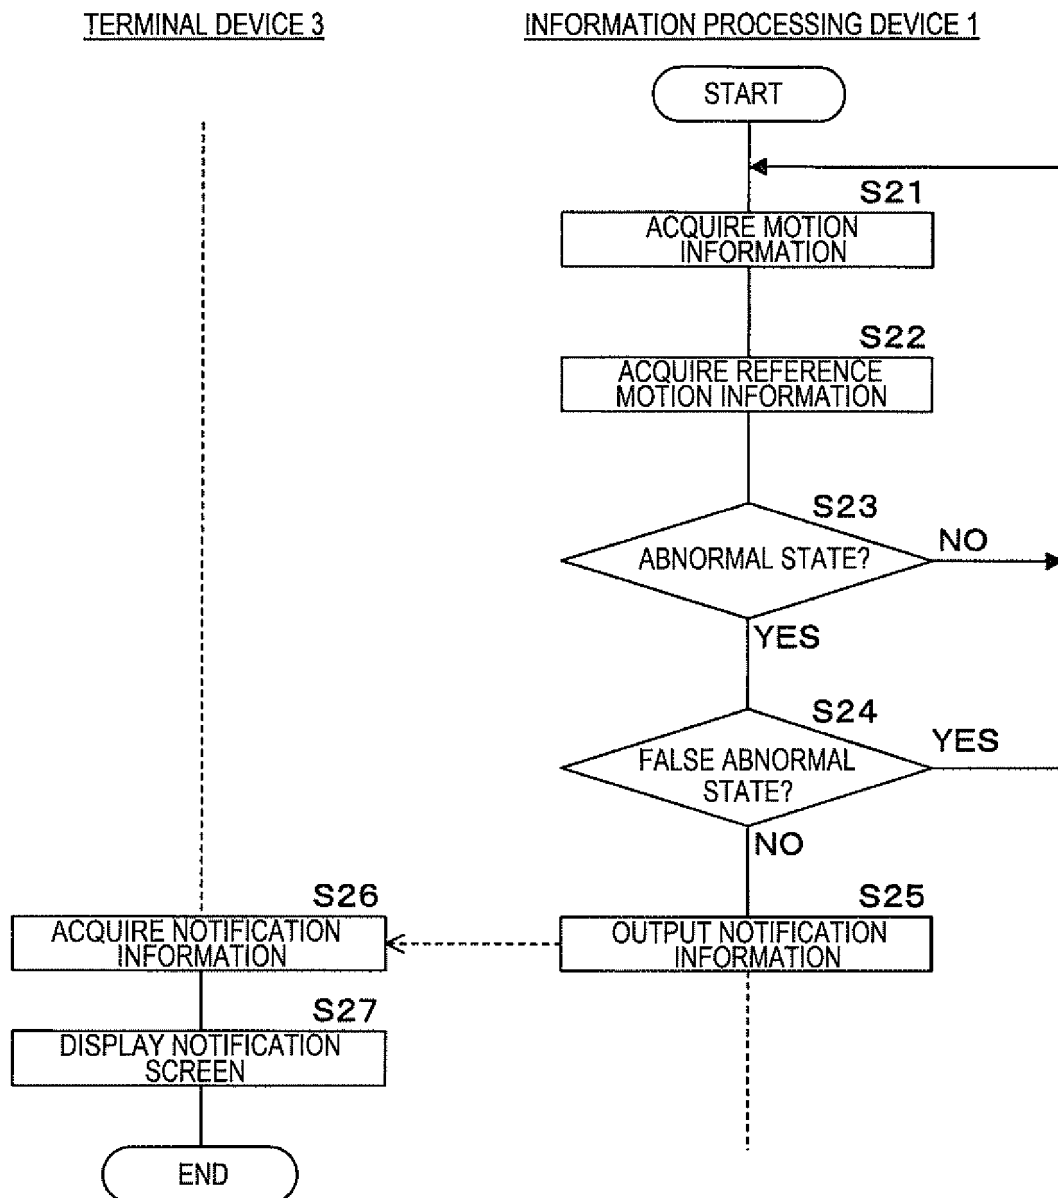 TERMINAL DEVICE 3
INFORMATION PROCESSING DEVICE 1
START
S21
ACQUIRE MOTION
INFORMATION
S22
ACQUIRE REFERENCE
MOTION INFORMATION
S23
ABNORMAL STATE?
NO
YES
S24
FALSE ABNORMAL
STATE?
YES
NO
S25
OUTPUT NOTIFICATION
INFORMATION
S26
ACQUIRE NOTIFICATION
INFORMATION
S27
DISPLAY NOTIFICATION
SCREEN
END